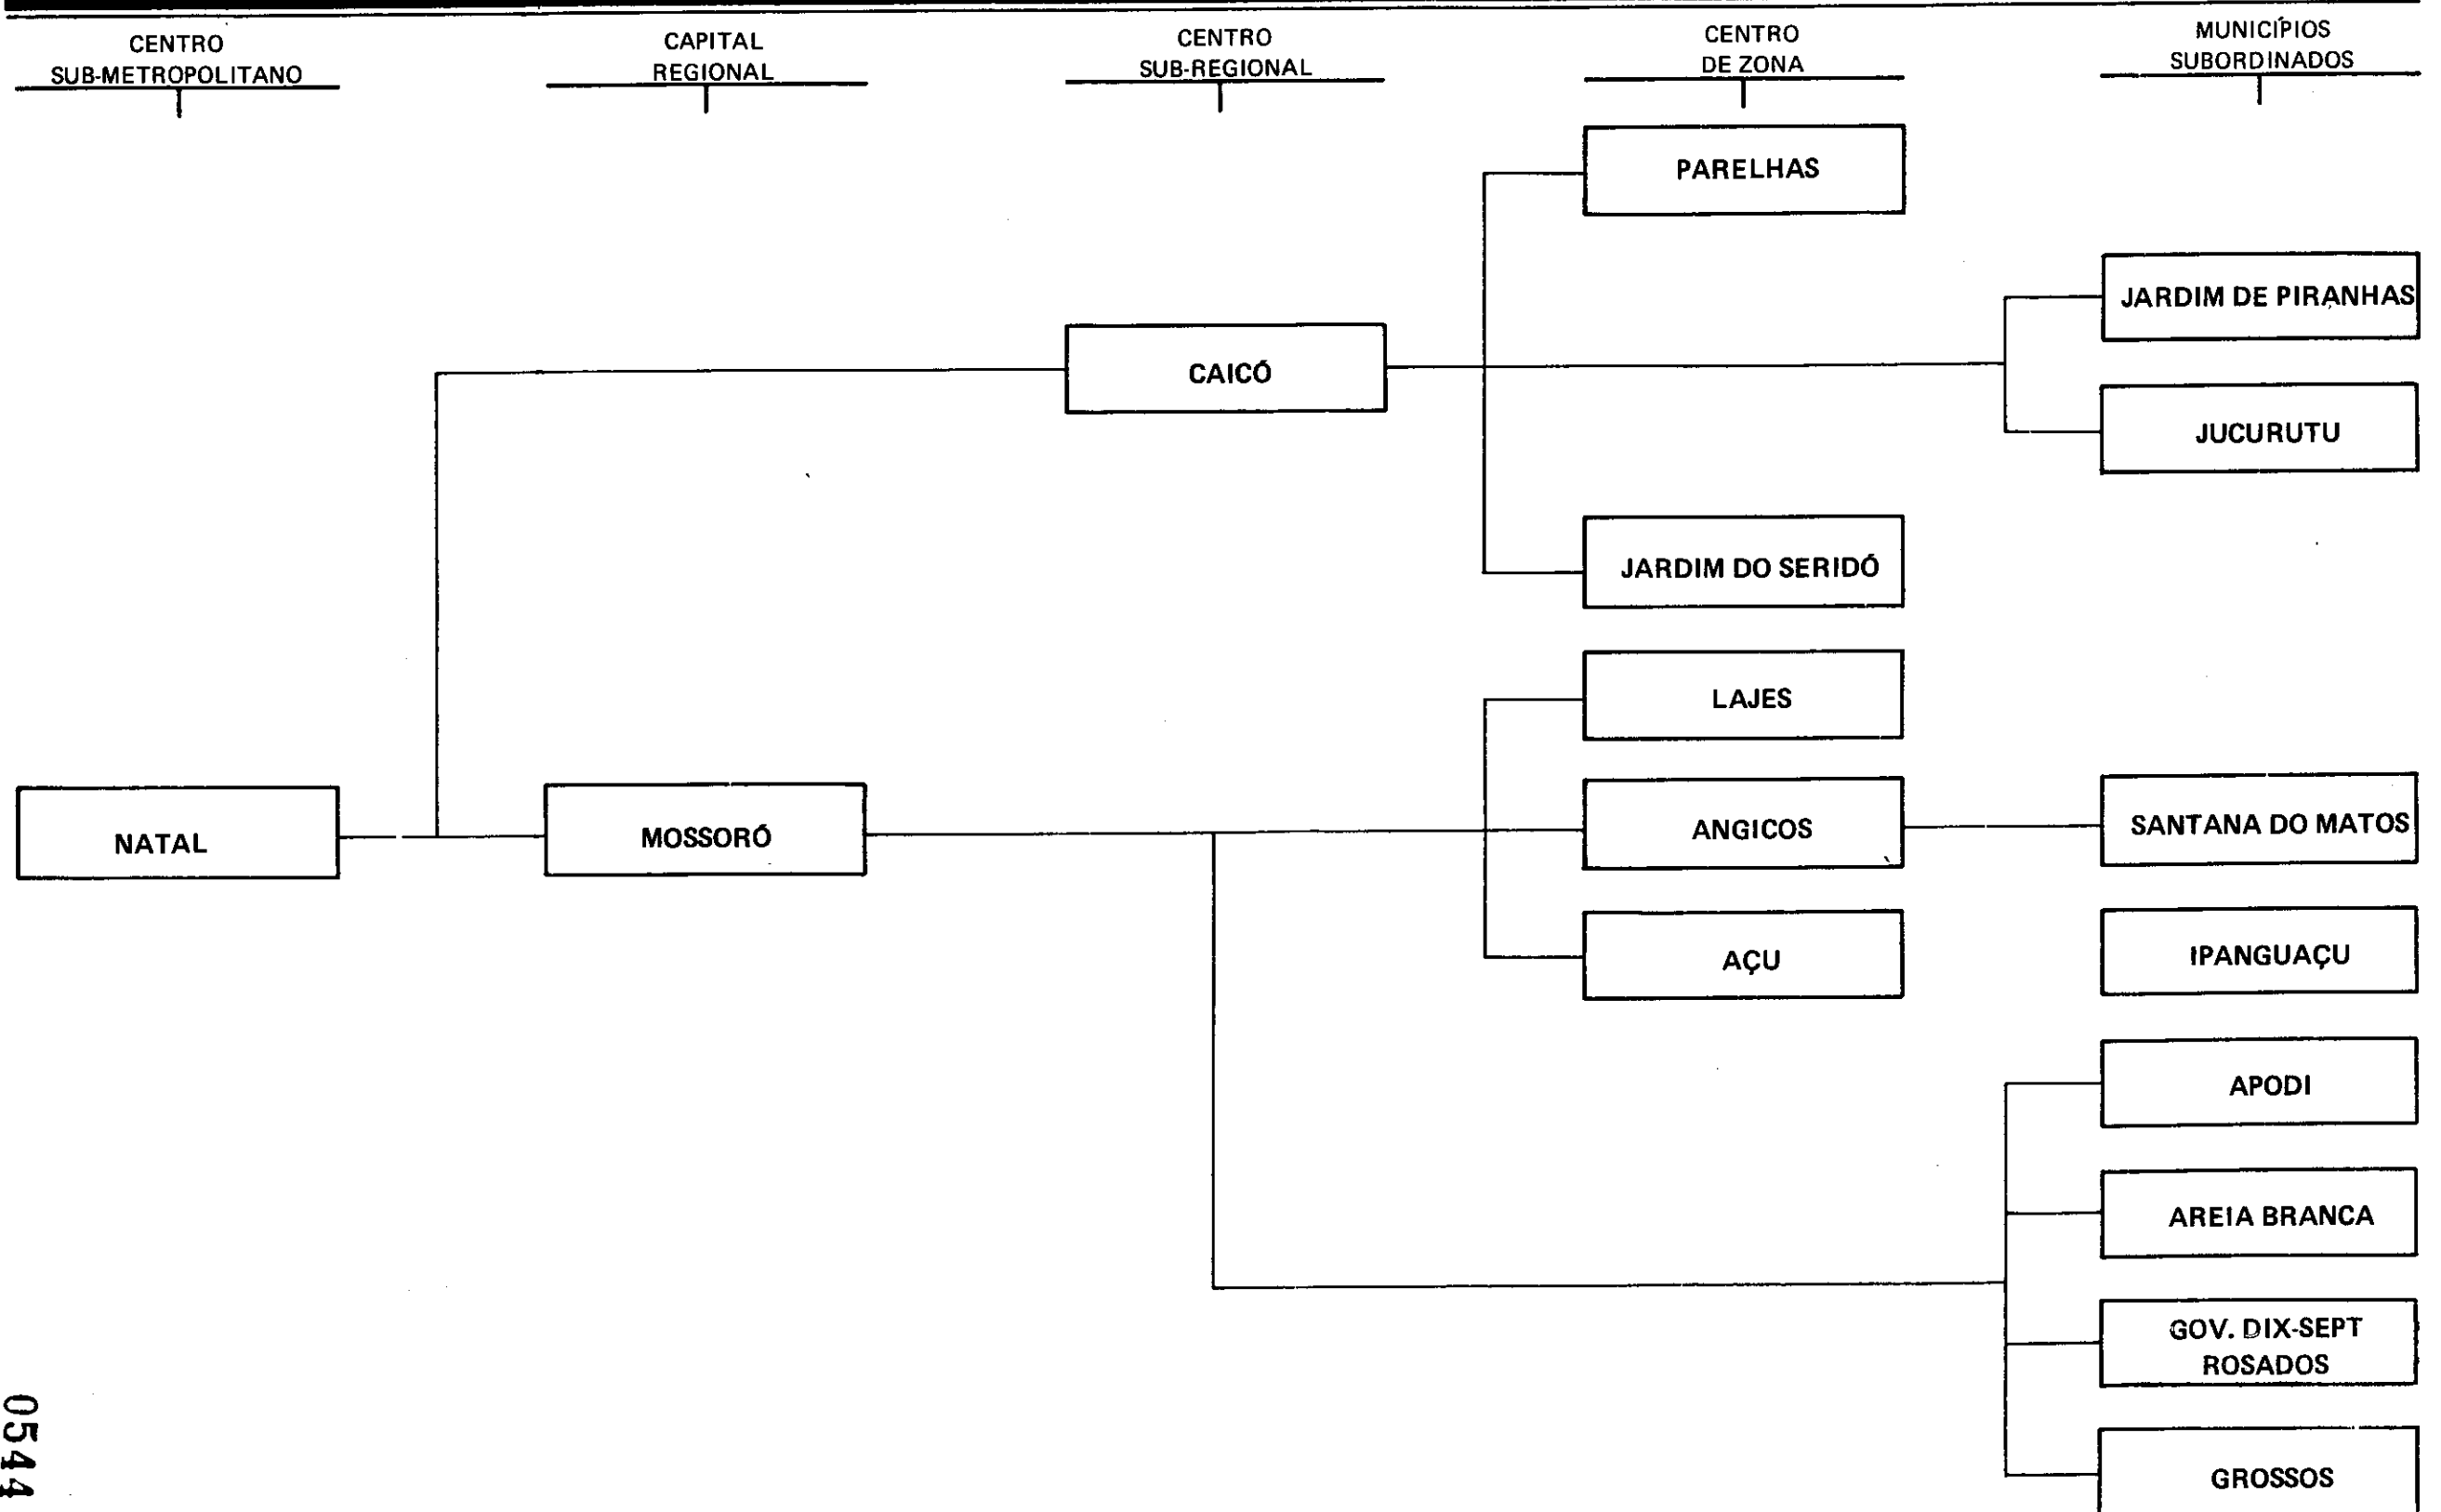 CENTRO
SUB-METROPOLITANO
CAPITAL
REGIONAL
CENTRO
SUB-REGIONAL
CENTRO
DE ZONA
MUNICÍPIOS
SUBORDINADOS
PARELHAS
JARDIM DE PIRANHAS
CAICÓ
JUCURUTU
JARDIM DO SERIDÓ
LAJES
NATAL
MOSSORÓ
ANGICOS
SANTANA DO MATOS
AÇU
IPANGUAÇU
APODI
AREIA BRANCA
GOV. DIX-SEPT
ROSADOS
GROSSOS
0544